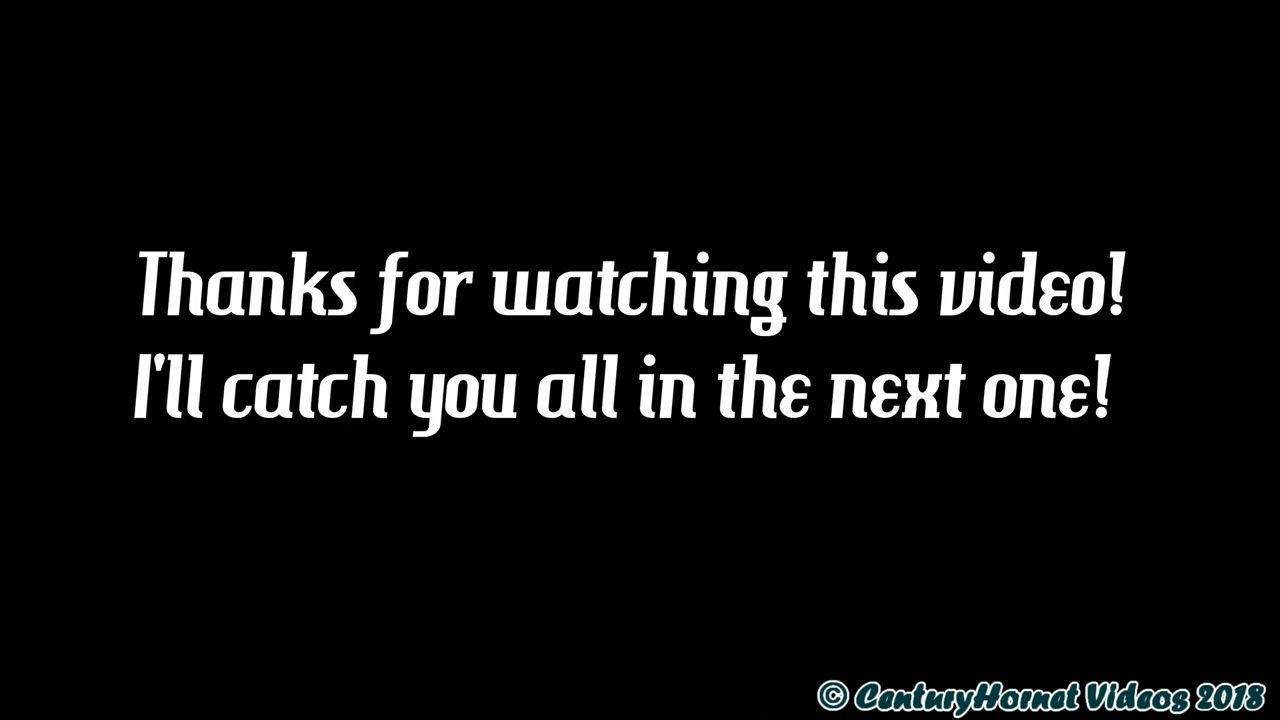 Thanks for watching this video!
I'll catch you all in the next one!
© CenturyHornet Videos 2018